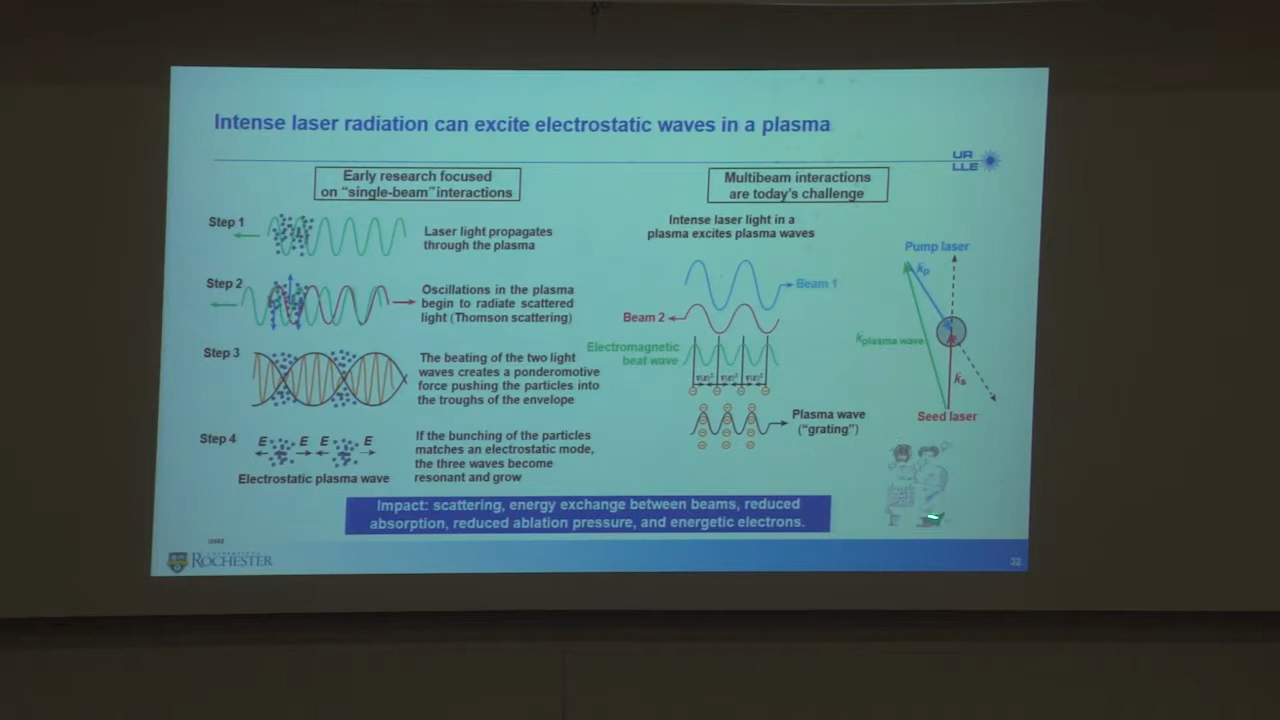 Intense laser radiation can excite electrostatic waves in a plasma
UR
LLE
Early research focused
on “single-beam” interactions
Step 1
Laser light propagates
through the plasma
Step 2
Oscillations in the plasma
begin to radiate scattered
light (Thomson scattering)
Step 3
The beating of the two light
waves creates a ponderomotive
force pushing the particles into
the troughs of the envelope
Step 4
E E E E
Electrostatic plasma wave
If the bunching of the particles
matches an electrostatic mode,
the three waves become
resonant and grow
Multibeam interactions
are today’s challenge
Intense laser light in a
plasma excites plasma waves
Beam 1
Beam 2
Electromagnetic
beat wave
Plasma wave
(“grating”)
Pump laser
kp
kplasma wave
ks
Seed laser
Impact: scattering, energy exchange between beams, reduced
absorption, reduced ablation pressure, and energetic electrons.
ROCHESTER
32